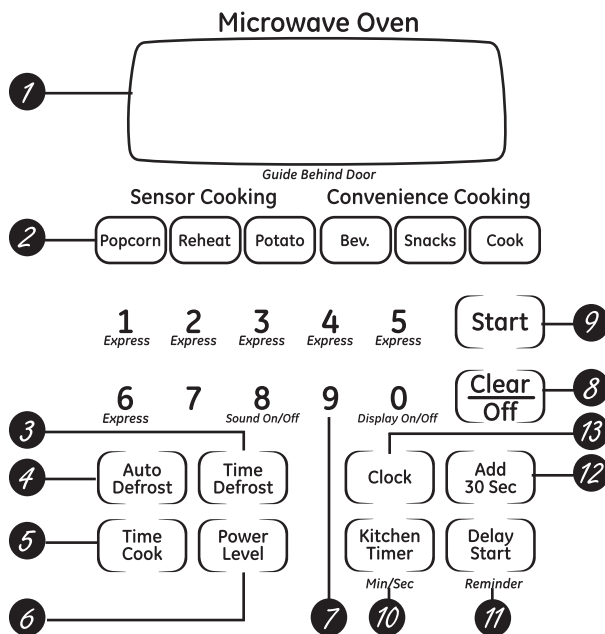 Microwave Oven
1
Guide Behind Door
Sensor Cooking Convenience Cooking
2 Popcorn Reheat Potato Bev. Snacks Cook
1 2 3 4 5 Start 9
Express Express Express Express Express
6 7 8 9 0 Clear 8
Express Sound On/Off Display On/Off Off
3 13
4 Auto Time Clock Add 12
Defrost Defrost 30 Sec
5 Time Power Kitchen Delay
Cook Level Timer Start
Min/Sec Reminder
6 7 10 11